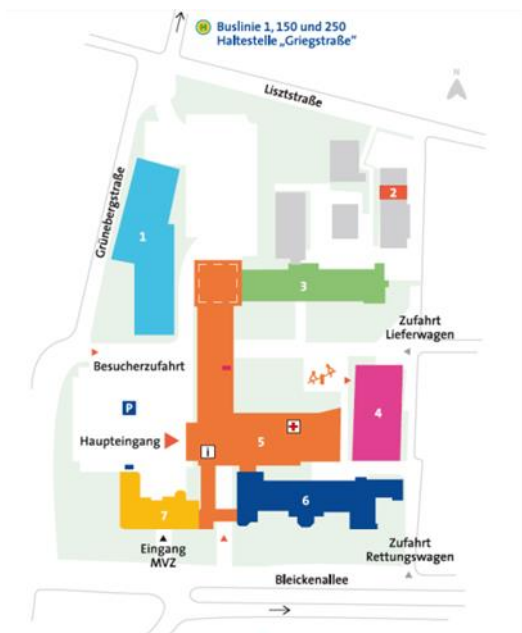 H Buslinie 1, 150 und 250
Haltestelle „Griegstraße"
Lisztstraße
N
Grünebergstraße
2
1
3
Zufahrt
Lieferwagen
Besucherzufahrt
P
4
Haupteingang
5
i
6
7
Eingang
MVZ
Zufahrt
Rettungswagen
Bleickenallee